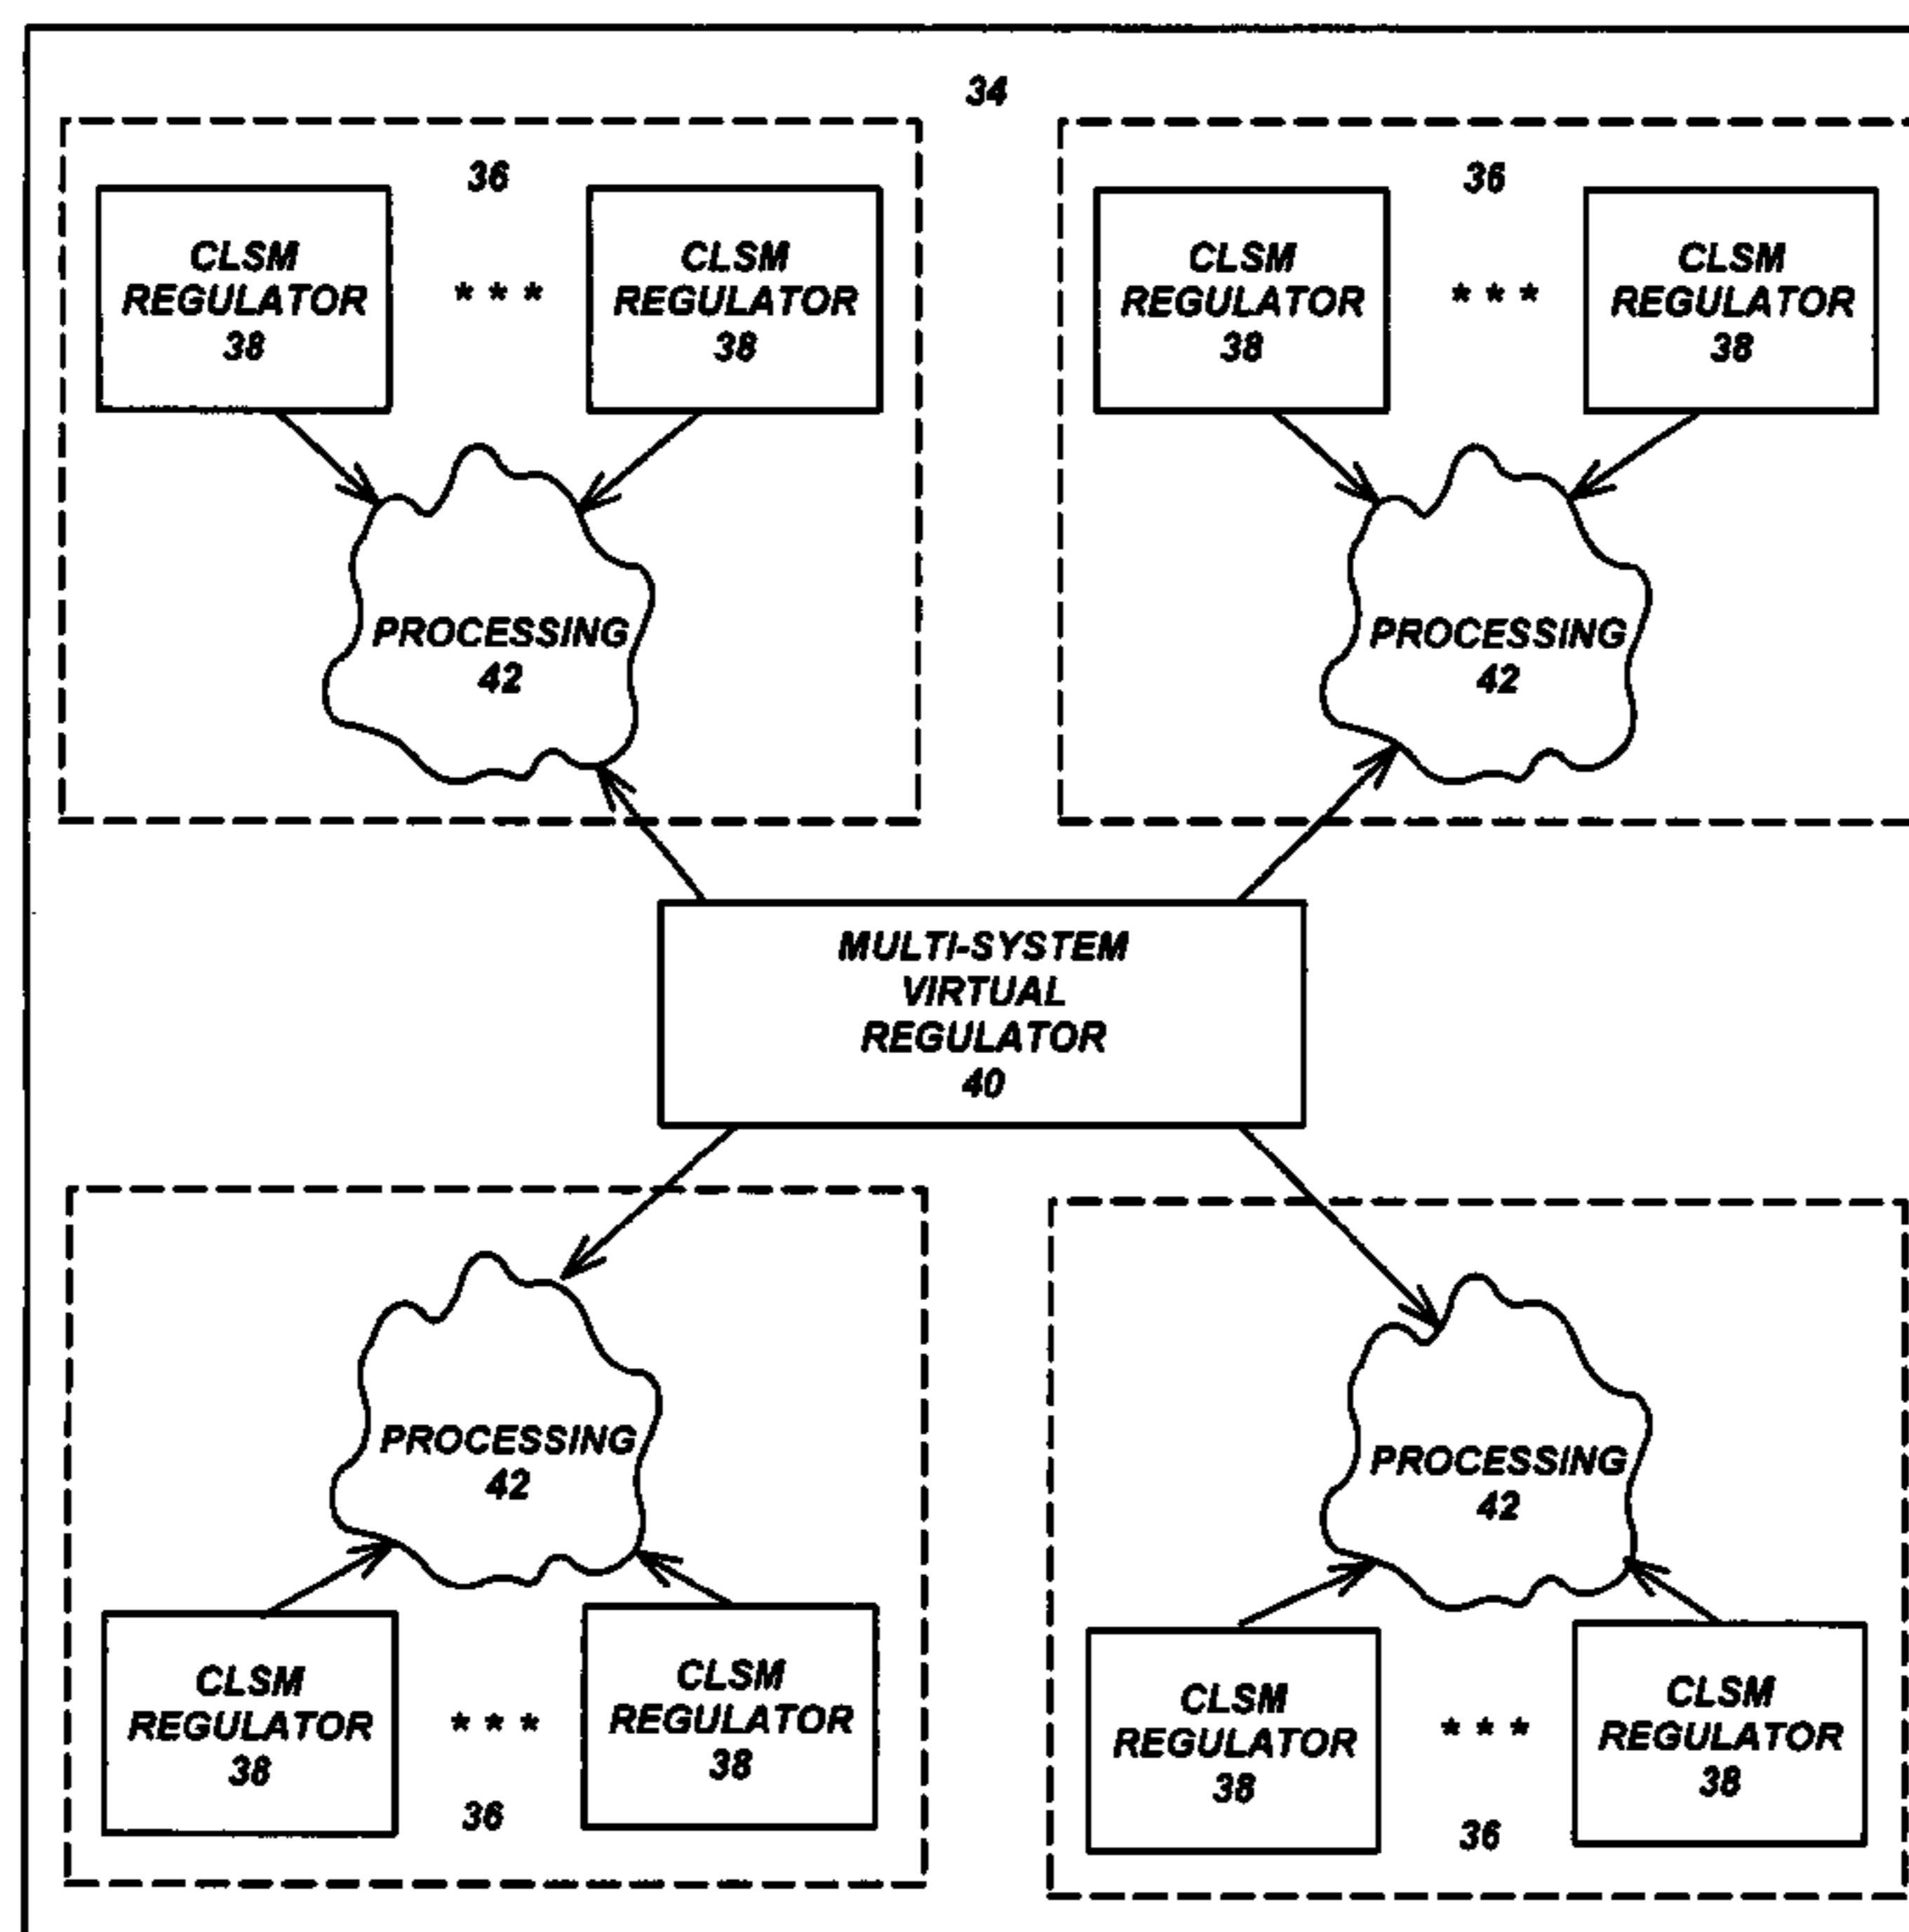 34
36
CLSM
REGULATOR
38
* * *
CLSM
REGULATOR
38
PROCESSING
42
36
CLSM
REGULATOR
38
* * *
CLSM
REGULATOR
38
PROCESSING
42
MULTI-SYSTEM
VIRTUAL
REGULATOR
40
PROCESSING
42
CLSM
REGULATOR
38
* * *
CLSM
REGULATOR
38
36
PROCESSING
42
CLSM
REGULATOR
38
* * *
CLSM
REGULATOR
38
36